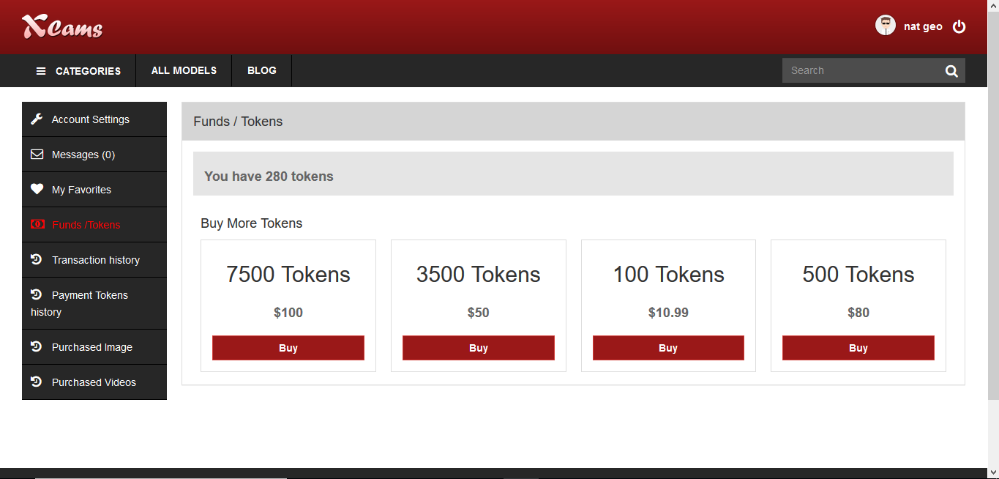 XCams
nat geo
CATEGORIES
ALL MODELS
BLOG
Search
Account Settings
Messages (0)
My Favorites
Funds /Tokens
Transaction history
Payment Tokens
history
Purchased Image
Purchased Videos
Funds / Tokens
You have 280 tokens
Buy More Tokens
7500 Tokens
$100
Buy
3500 Tokens
$50
Buy
100 Tokens
$10.99
Buy
500 Tokens
$80
Buy